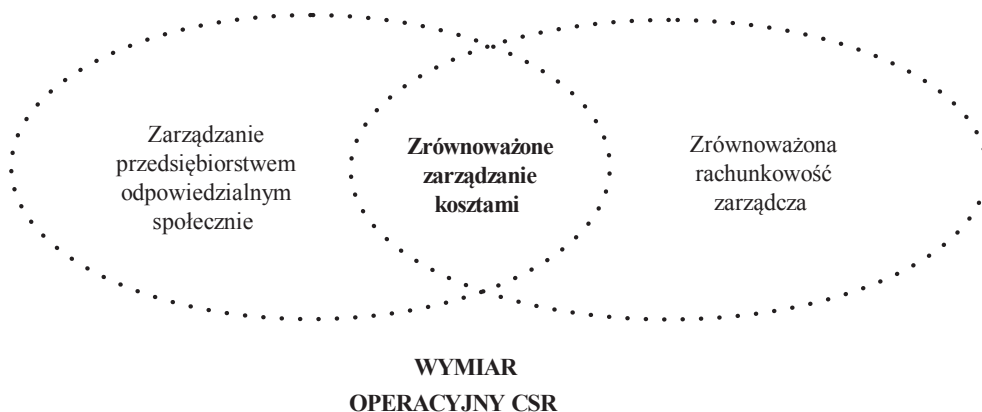 Zarządzanie
przedsiębiorstwem
odpowiedzialnym
społecznie
Zrównoważone
zarządzanie
kosztami
Zrównoważona
rachunkowość
zarządcza
WYMIAR
OPERACYJNY CSR